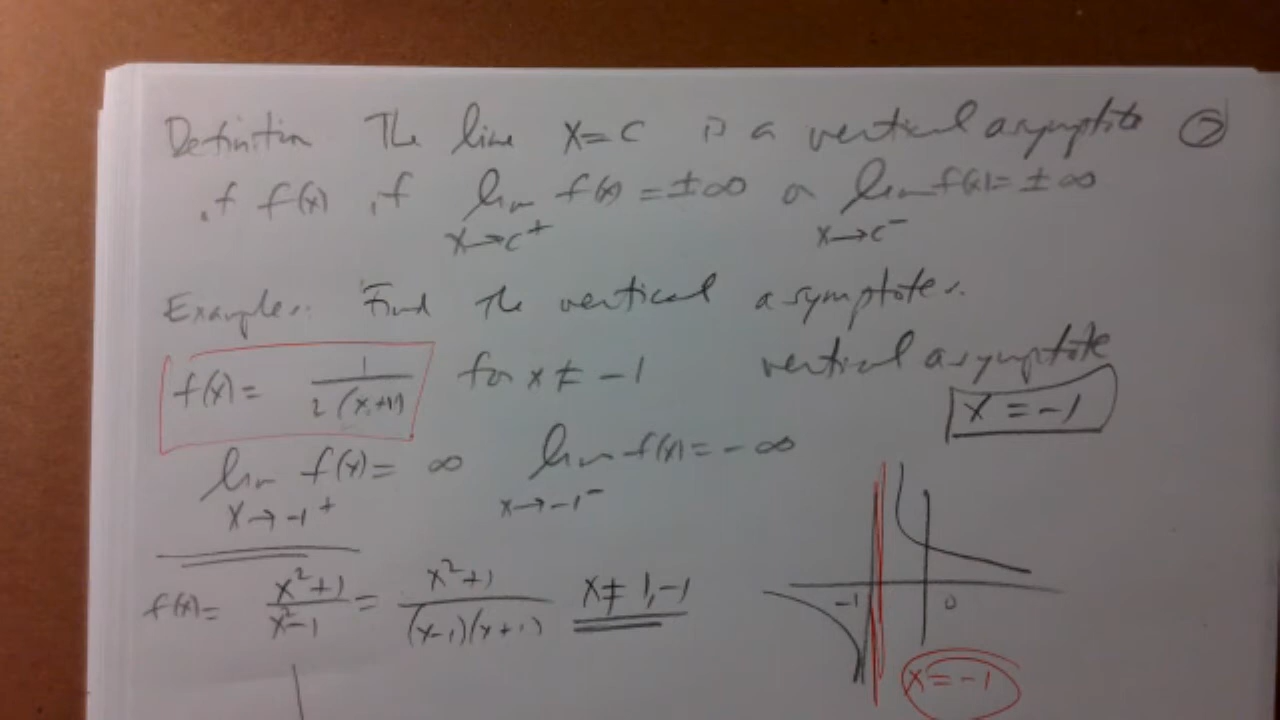 Definition The line x=c is a vertical asymptote ②
of f(x) if lim f(x) = ±∞ or lim f(x) = ±∞
x→c⁺ x→c⁻
Examples. Find the vertical asymptotes.
f(x) = 1 / 2(x+1) for x ≠ -1 vertical asymptote
x = -1
lim f(x) = ∞ lim f(x) = -∞
x→-1⁺ x→-1⁻
f(x) = x²+1 / x²-1 = x²+1 / (x-1)(x+1) x ≠ 1,-1
-1 0
x = -1